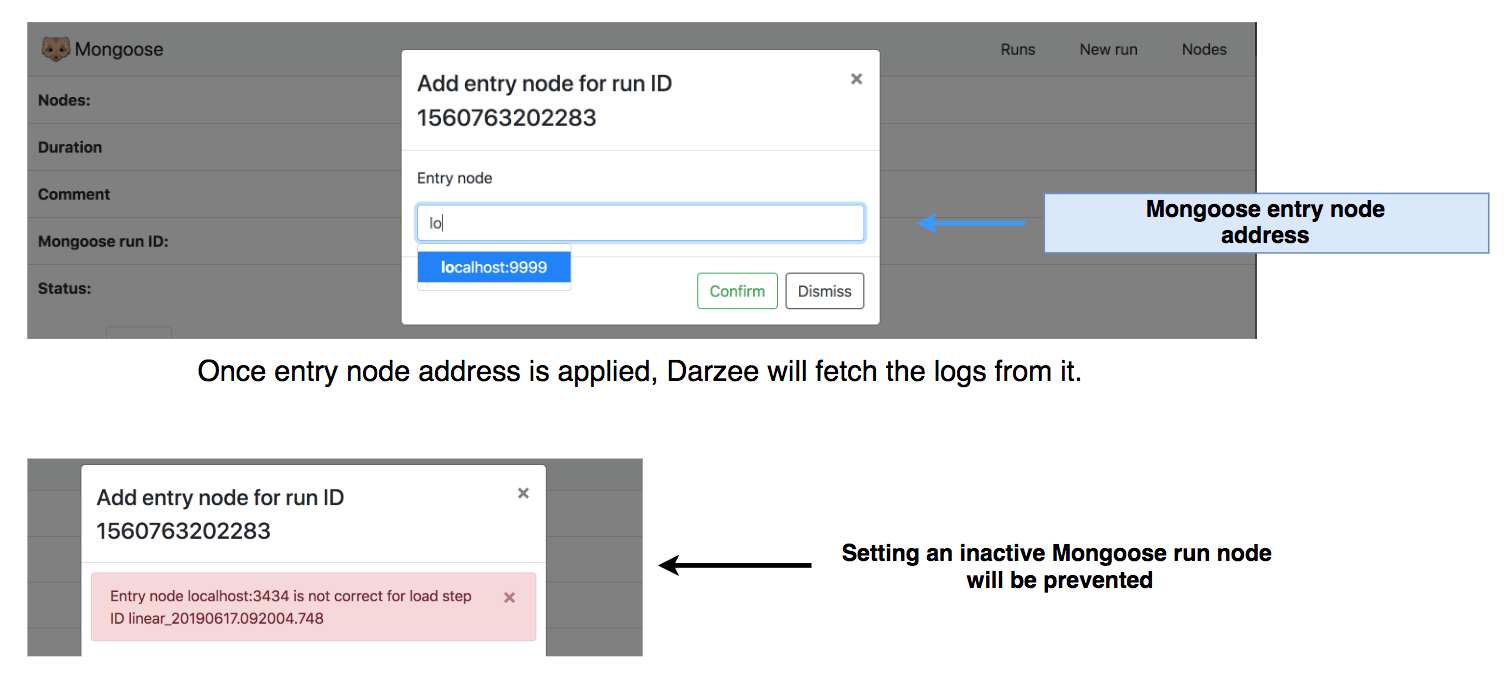 Mongoose
Runs
New run
Nodes
Add entry node for run ID
1560763202283
×
Nodes:
Duration
Comment
Mongoose run ID:
Status:
Entry node
lo
localhost:9999
Confirm
Dismiss
Mongoose entry node
address
Once entry node address is applied, Darzee will fetch the logs from it.
Add entry node for run ID
1560763202283
×
Entry node localhost:3434 is not correct for load step
ID linear_20190617.092004.748
×
Setting an inactive Mongoose run node
will be prevented